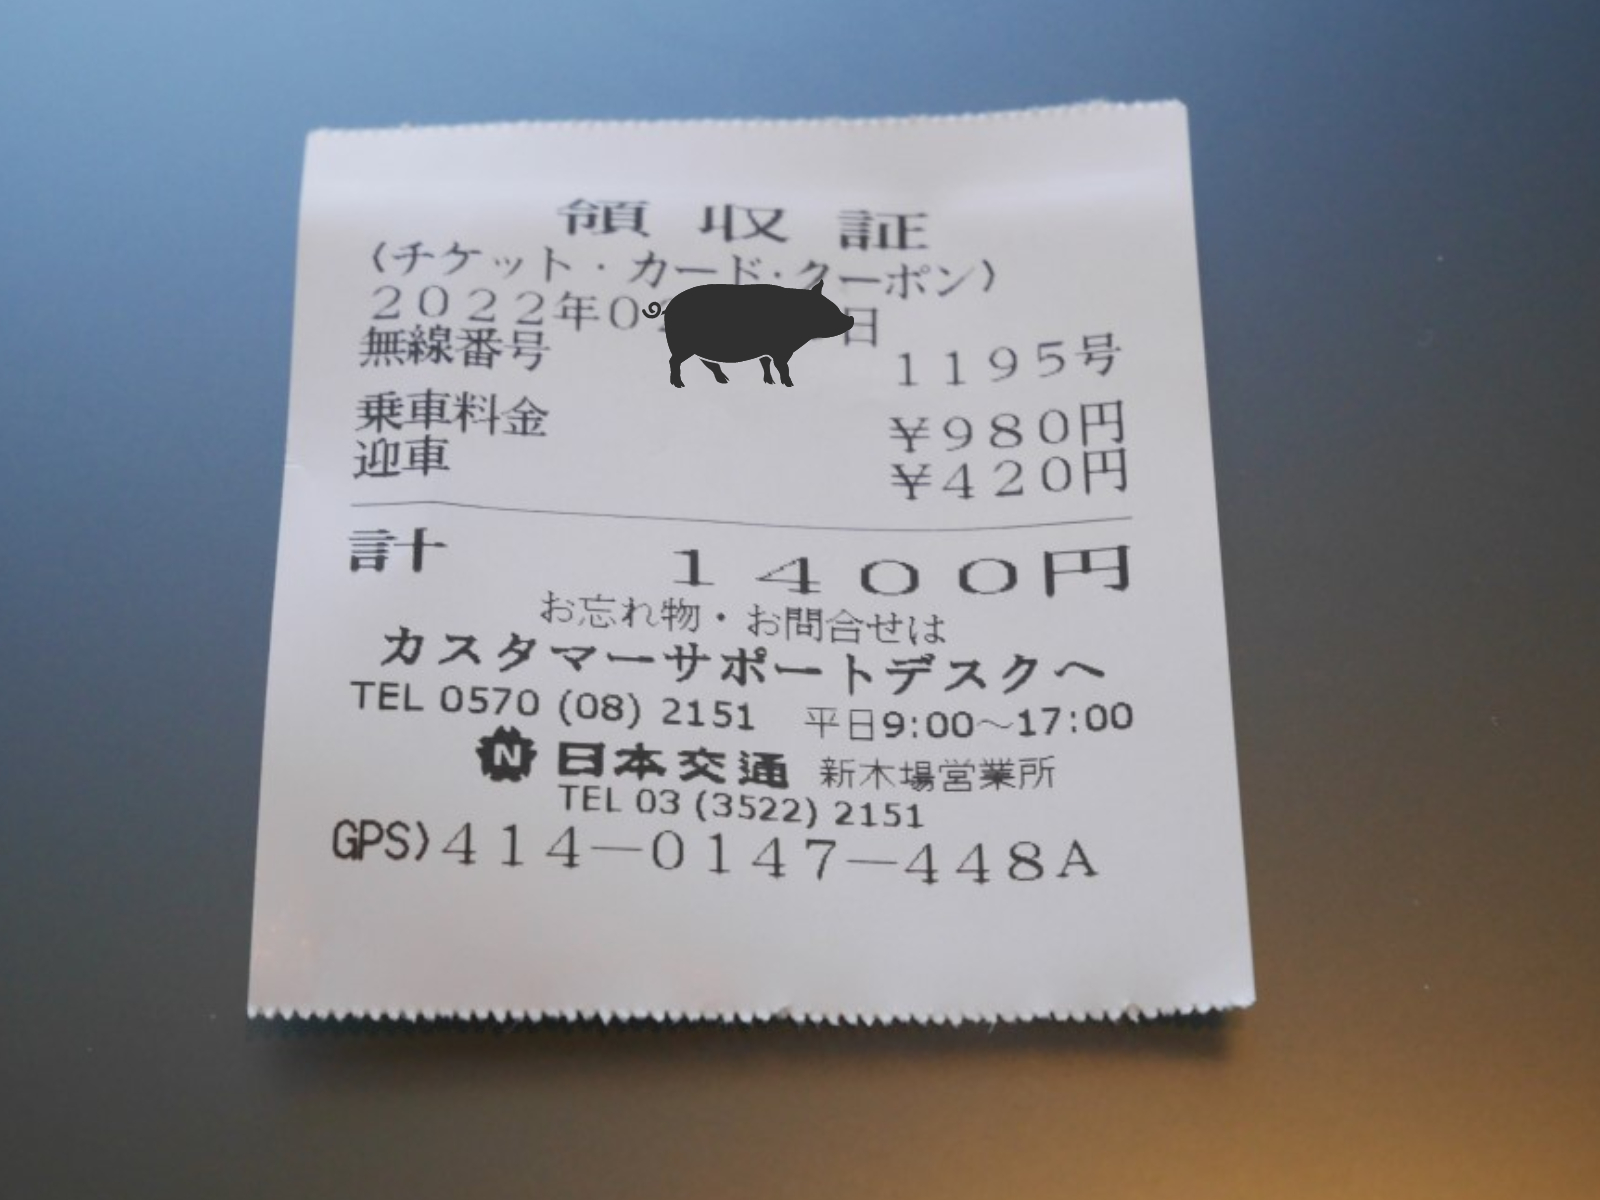 領収証
(チケット・カード・クーポン)
2022年0 日
無線番号 1195号
乗車料金 ¥980円
迎車 ¥420円
計 1400円
お忘れ物・お問合せは
カスタマーサポートデスクへ
TEL 0570 (08) 2151 平日9:00～17:00
N 日本交通 新木場営業所
TEL 03 (3522) 2151
GPS)414-0147-448A